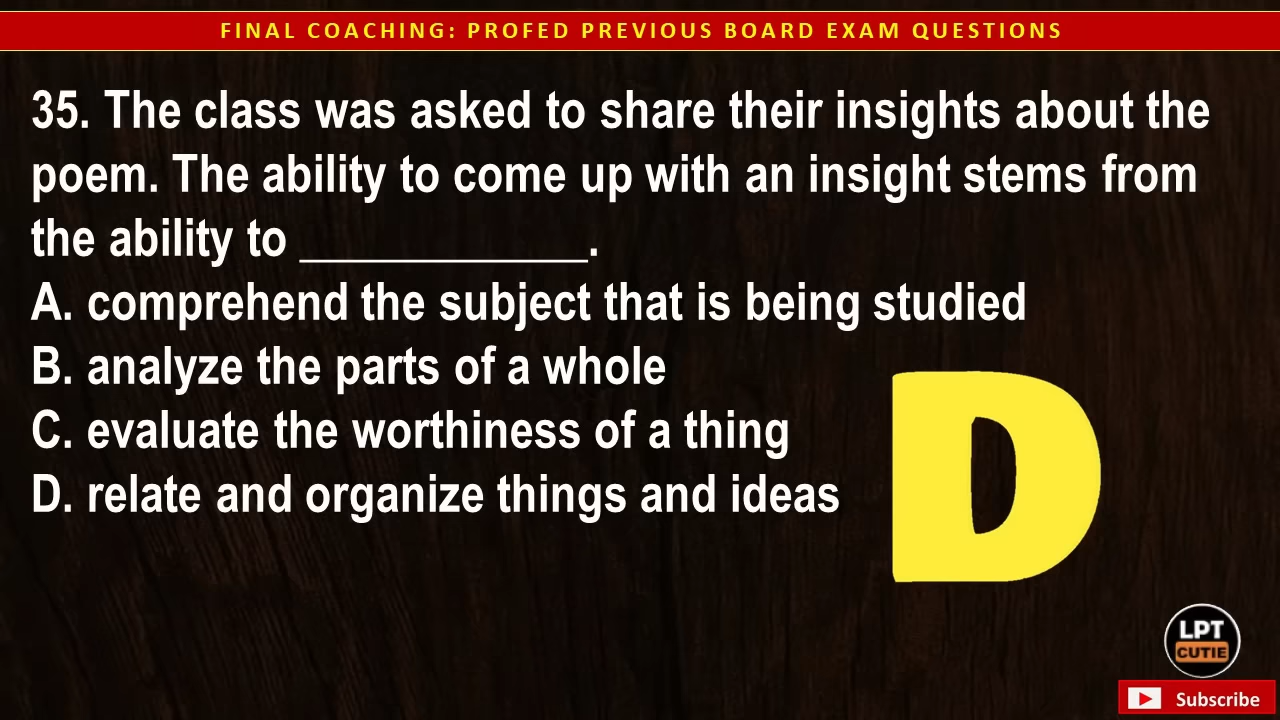 FINAL COACHING: PROFED PREVIOUS BOARD EXAM QUESTIONS
35. The class was asked to share their insights about the
poem. The ability to come up with an insight stems from
the ability to ______________.
A. comprehend the subject that is being studied
B. analyze the parts of a whole
C. evaluate the worthiness of a thing
D. relate and organize things and ideas
D
LPT
CUTIE
Subscribe